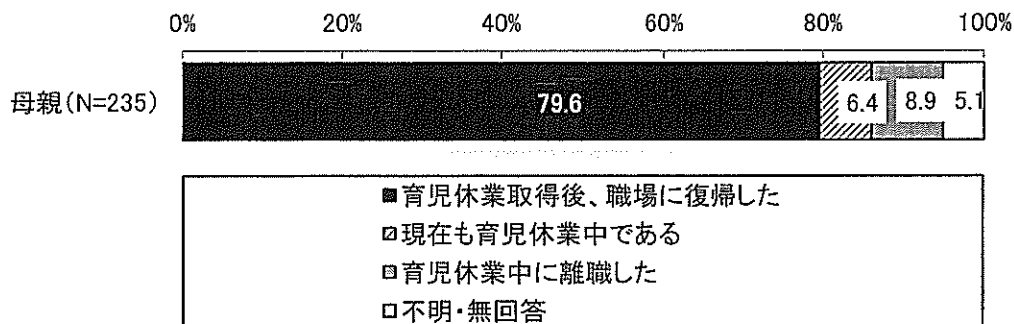 0% 20% 40% 60% 80% 100%
母親(N=235) 79.6 6.4 8.9 5.1
■育児休業取得後、職場に復帰した
▨現在も育児休業中である
▩育児休業中に離職した
□不明・無回答